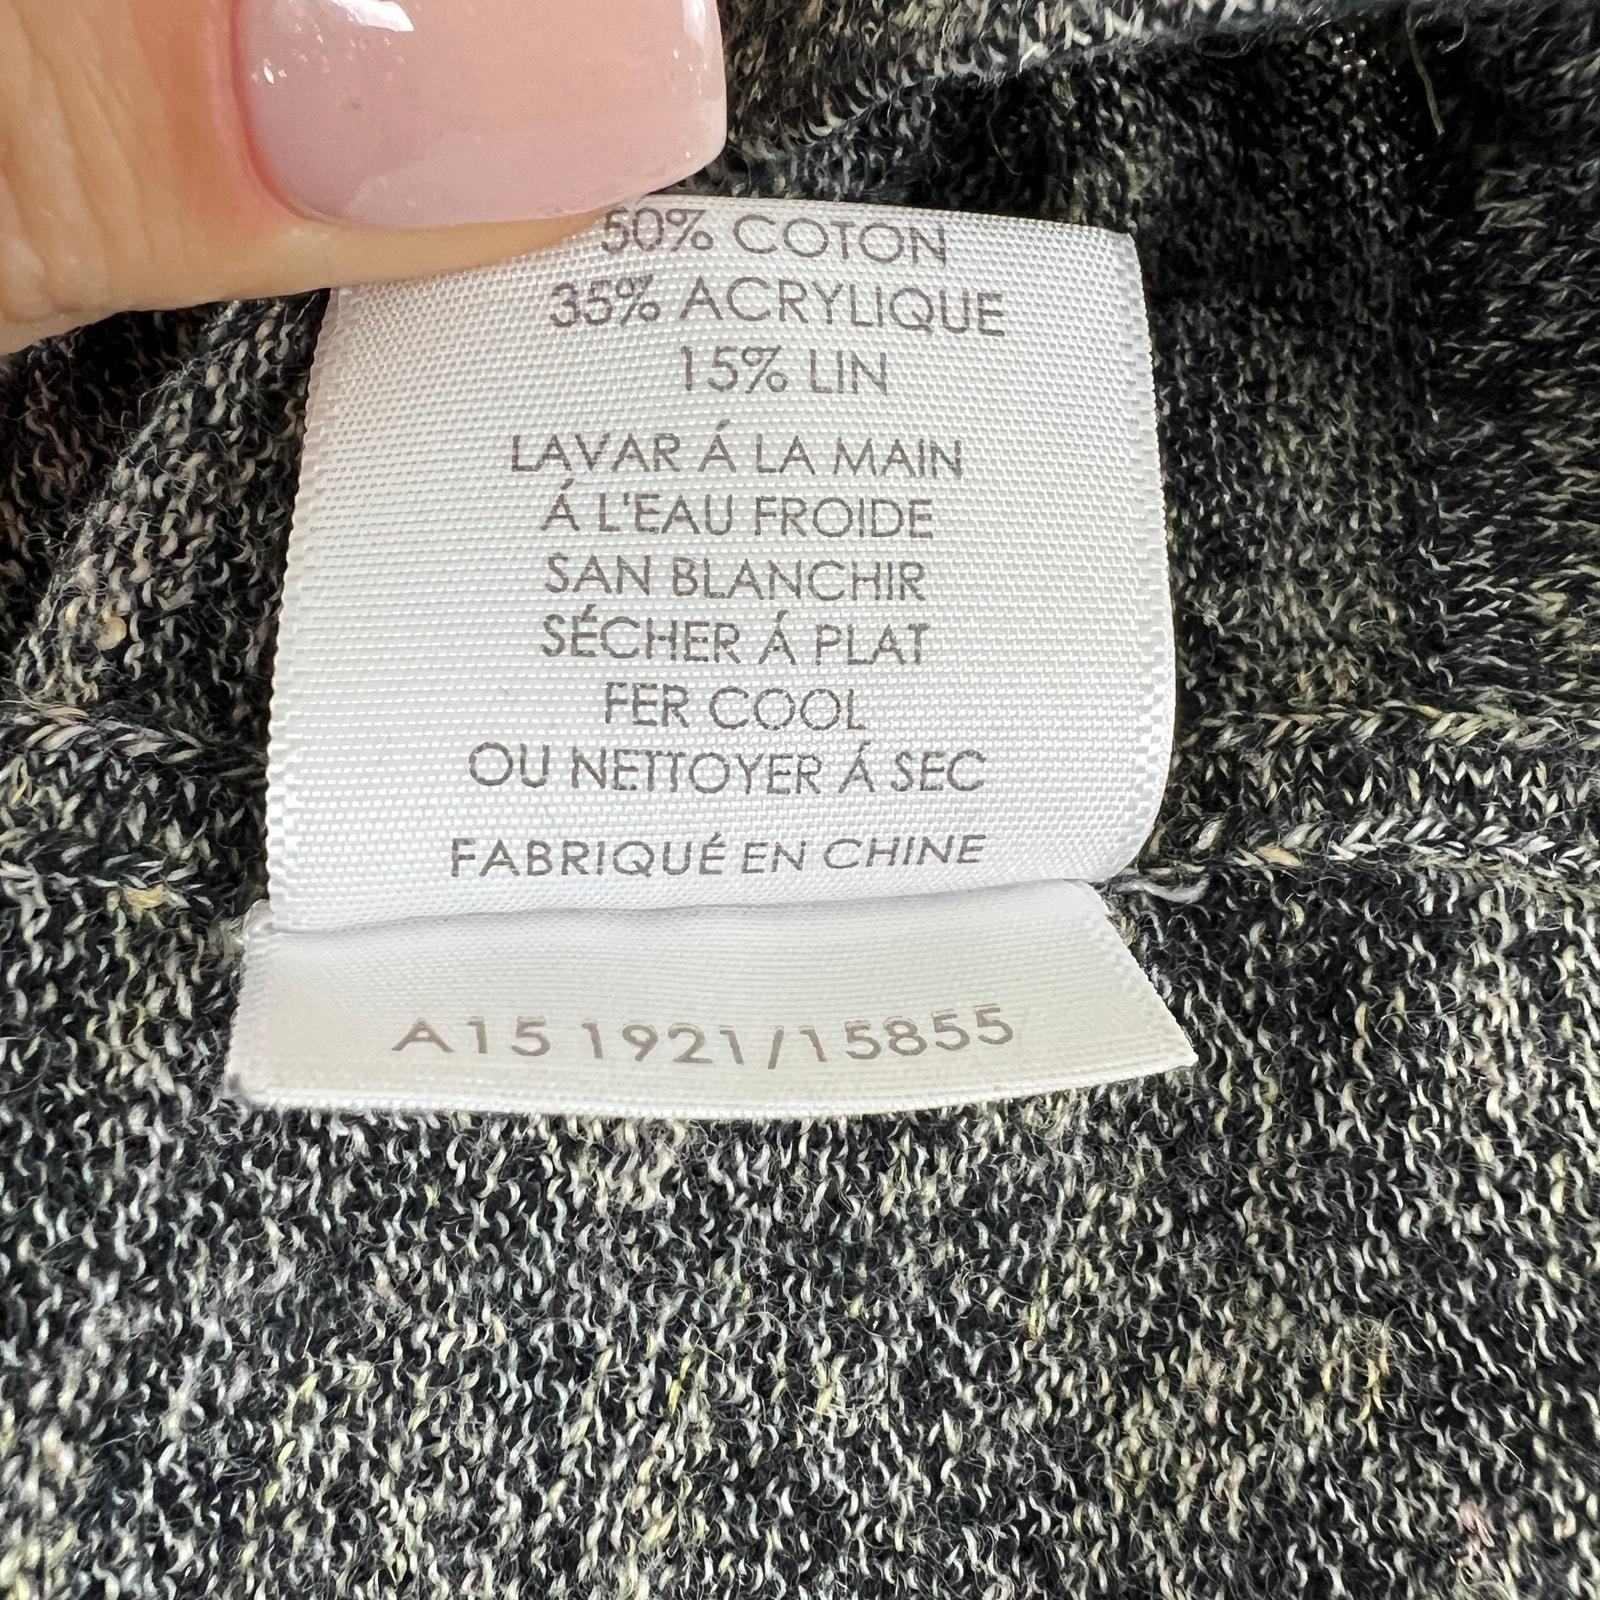 50% COTON
35% ACRYLIQUE
15% LIN
LAVAR Á LA MAIN
Á L'EAU FROIDE
SAN BLANCHIR
SÉCHER Á PLAT
FER COOL
OU NETTOYER Á SEC
FABRIQUÉ EN CHINE
A15 1921/15855